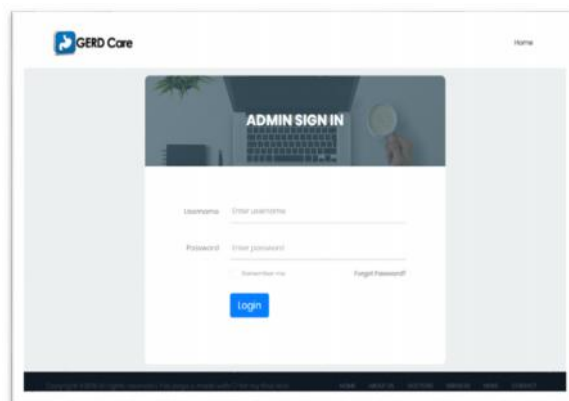 GERD Care
Home
ADMIN SIGN IN
Username Enter username
Password Enter password
Remember me Forgot Password?
Login
HOME ABOUT US DOCTORS SERVICES NEWS CONTACT